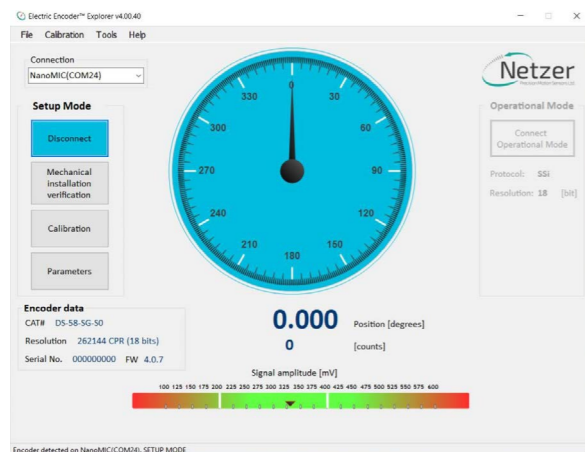 Electric Encoder™ Explorer v4.00.40
File Calibration Tools Help
Connection
NanoMIC(COM24)
Netzer
Setup Mode
Disconnect
Mechanical
installation
verification
Calibration
Parameters
0
30
60
90
120
150
180
210
240
270
300
330
Operational Mode
Connect
Operational Mode
Protocol: SSi
Resolution: 18 [bit]
Encoder data
CAT# DS-58-SG-S0
Resolution 262144 CPR (18 bits)
Serial No. 000000000 FW 4.0.7
0.000 Position [degrees]
0 [counts]
Signal amplitude [mV]
100 125 150 175 200 225 250 275 300 325 350 375 400 425 450 475 500 525 550 575 600
Encoder detected on NanoMIC(COM24). SETUP MODE